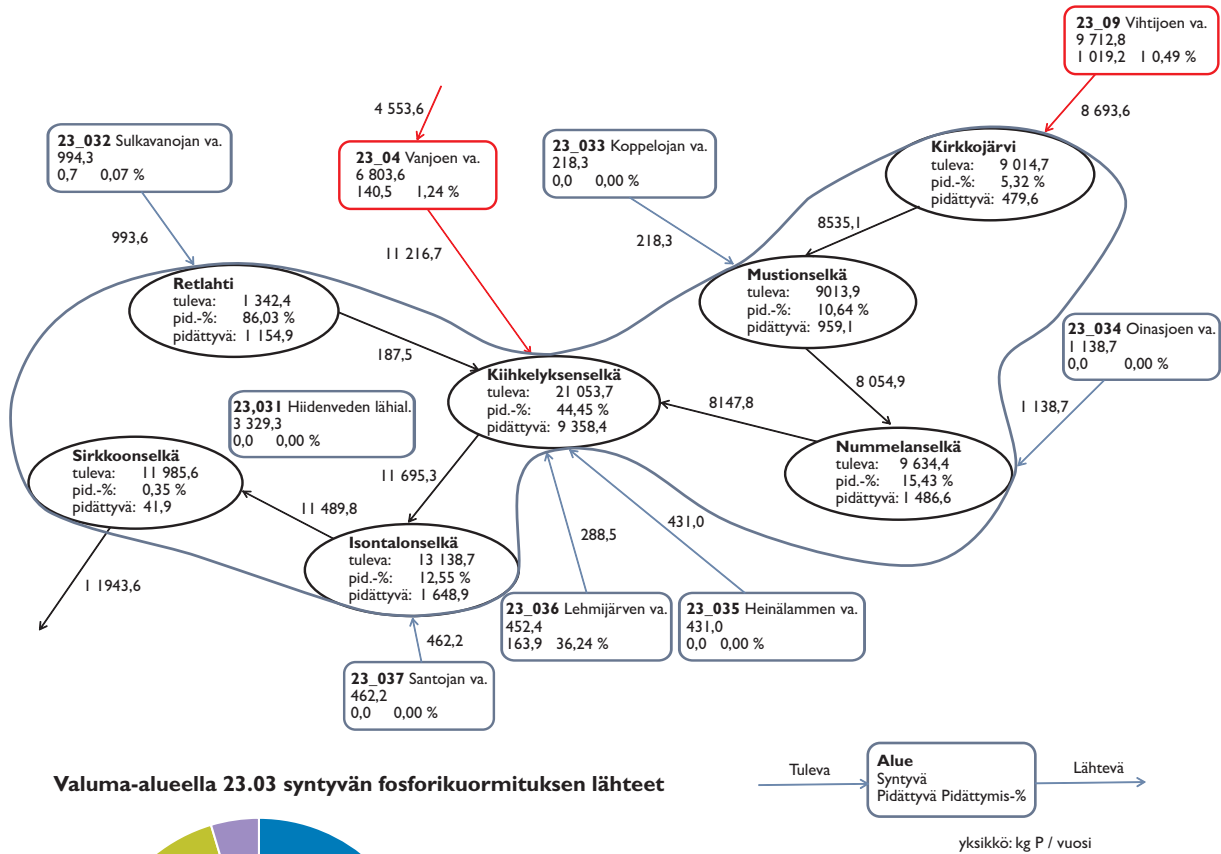 23_09 Vihtijoen va.
9 712,8
1 019,2 1 0,49 %
8 693,6
4 553,6
23_032 Sulkavanojan va.
994,3
0,7 0,07 %
993,6
23_04 Vanjoen va.
6 803,6
140,5 1,24 %
11 216,7
23_033 Koppelojan va.
218,3
0,0 0,00 %
218,3
Kirkkojärvi
tuleva: 9 014,7
pid.-%: 5,32 %
pidättyvä: 479,6
8535,1
Retlahti
tuleva: 1 342,4
pid.-%: 86,03 %
pidättyvä: 1 154,9
187,5
Mustionselkä
tuleva: 9013,9
pid.-%: 10,64 %
pidättyvä: 959,1
8 054,9
23_034 Oinasjoen va.
1 138,7
0,0 0,00 %
1 138,7
Kiihkelyksenselkä
tuleva: 21 053,7
pid.-%: 44,45 %
pidättyvä: 9 358,4
8147,8
23,031 Hiidenveden lähial.
3 329,3
0,0 0,00 %
Nummelanselkä
tuleva: 9 634,4
pid.-%: 15,43 %
pidättyvä: 1 486,6
Sirkkoonselkä
tuleva: 11 985,6
pid.-%: 0,35 %
pidättyvä: 41,9
11 695,3
11 489,8
Isontalonselkä
tuleva: 13 138,7
pid.-%: 12,55 %
pidättyvä: 1 648,9
288,5
431,0
1 1943,6
462,2
23_036 Lehmijärven va.
452,4
163,9 36,24 %
23_035 Heinälammen va.
431,0
0,0 0,00 %
23_037 Santojan va.
462,2
0,0 0,00 %
Valuma-alueella 23.03 syntyvän fosforikuormituksen lähteet
Tuleva
Alue
Syntyvä
Pidättyvä Pidättymis-%
Lähtevä
yksikkö: kg P / vuosi